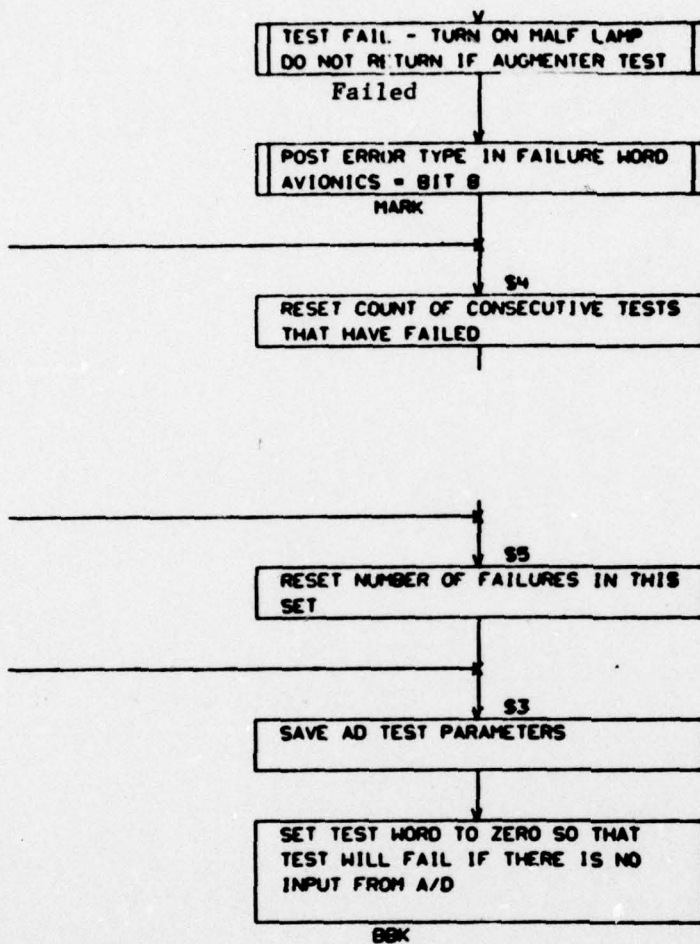 TEST FAIL - TURN ON MALF LAMP
DO NOT RETURN IF AUGMENTER TEST
Failed
POST ERROR TYPE IN FAILURE WORD
AVIONICS = BIT 8
MARK
S4
RESET COUNT OF CONSECUTIVE TESTS
THAT HAVE FAILED
S5
RESET NUMBER OF FAILURES IN THIS
SET
S3
SAVE AD TEST PARAMETERS
SET TEST WORD TO ZERO SO THAT
TEST WILL FAIL IF THERE IS NO
INPUT FROM A/D
BBK